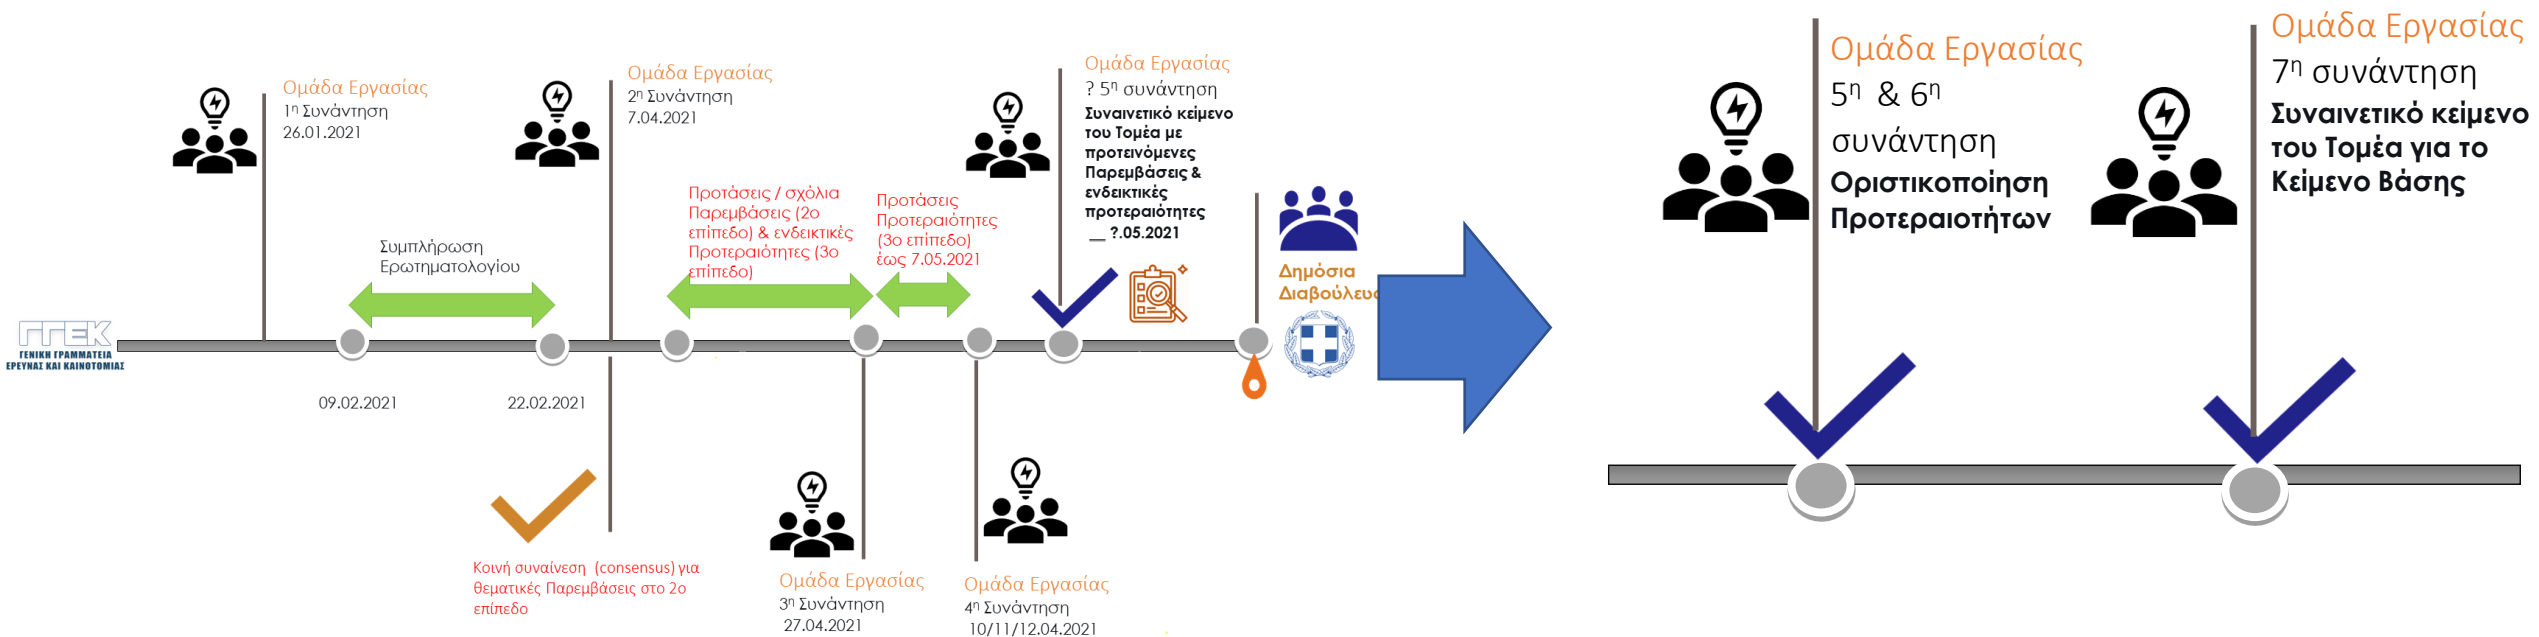 Ομάδα Εργασίας
1η Συνάντηση
26.01.2021
Ομάδα Εργασίας
2η Συνάντηση
7.04.2021
Ομάδα Εργασίας
? 5η συνάντηση
Συναινετικό κείμενο
του Τομέα με
προτεινόμενες
Παρεμβάσεις &
ενδεικτικές
προτεραιότητες
__ ?.05.2021
Συμπλήρωση
Ερωτηματολογίου
Προτάσεις / σχόλια
Παρεμβάσεις (2ο
επίπεδο) & ενδεικτικές
Προτεραιότητες (3ο
επίπεδο)
Προτάσεις
Προτεραιότητες
(3ο επίπεδο)
έως 7.05.2021
Δημόσια
Διαβούλευσ
ΓΓΕΚ
ΓΕΝΙΚΗ ΓΡΑΜΜΑΤΕΙΑ
ΕΡΕΥΝΑΣ ΚΑΙ ΚΑΙΝΟΤΟΜΙΑΣ
09.02.2021
22.02.2021
Κοινή συναίνεση (consensus) για
θεματικές Παρεμβάσεις στο 2ο
επίπεδο
Ομάδα Εργασίας
3η Συνάντηση
27.04.2021
Ομάδα Εργασίας
4η Συνάντηση
10/11/12.04.2021
Ομάδα Εργασίας
5η & 6η
συνάντηση
Οριστικοποίηση
Προτεραιοτήτων
Ομάδα Εργασίας
7η συνάντηση
Συναινετικό κείμενο
του Τομέα για το
Κείμενο Βάσης